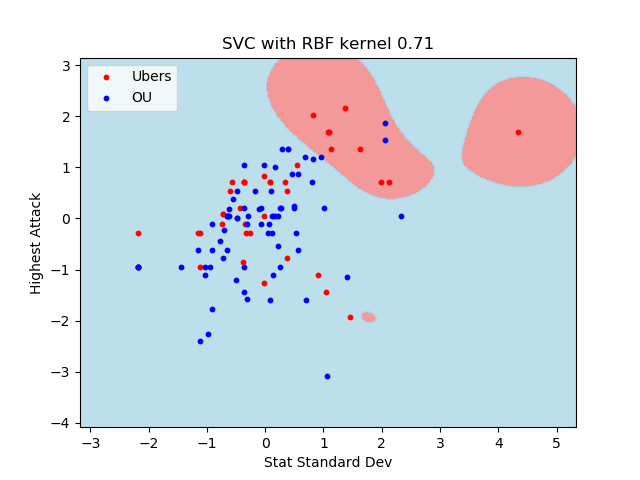 SVC with RBF kernel 0.71
Ubers
OU
3
2
1
0
−1
−2
−3
−4
Highest Attack
−3 −2 −1 0 1 2 3 4 5
Stat Standard Dev